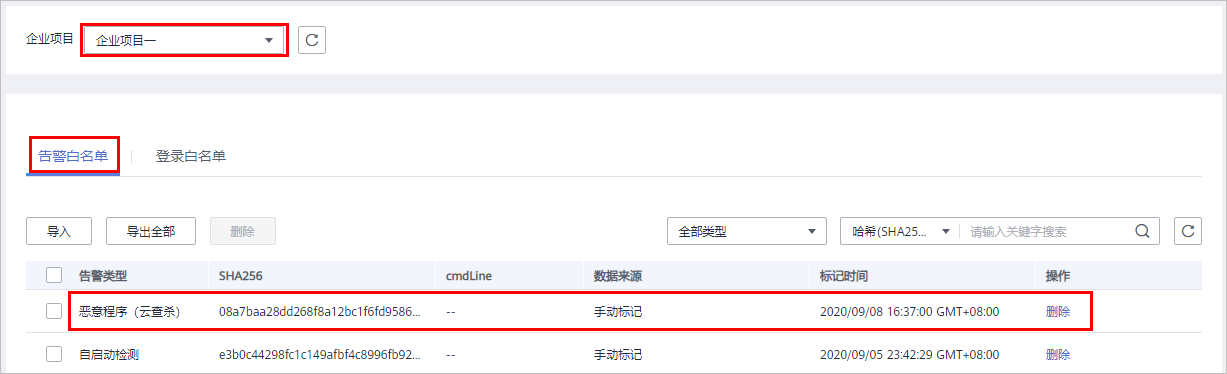 企业项目 企业项目一
告警白名单 登录白名单
导入 导出全部 删除 全部类型 哈希(SHA25... 请输入关键字搜索
告警类型 SHA256 cmdLine 数据来源 标记时间 操作
恶意程序（云查杀） 08a7baa28dd268f8a12bc1f6fd9586... -- 手动标记 2020/09/08 16:37:00 GMT+08:00 删除
自启动检测 e3b0c44298fc1c149afbf4c8996fb92... -- 手动标记 2020/09/05 23:42:29 GMT+08:00 删除